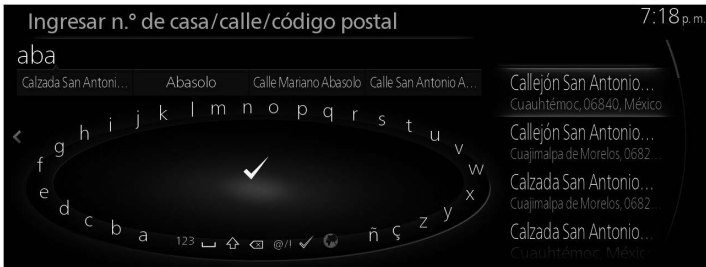 Ingresar n.° de casa/calle/código postal
7:18 p. m.
aba
Calzada San Antoni... Abasolo Calle Mariano Abasolo Calle San Antonio A...
a b c d e f g h i j k l m n o p q r s t u v w x y z ç ñ
123 @/!
Callejón San Antonio...
Cuauhtémoc, 06840, México
Callejón San Antonio...
Cuajimalpa de Morelos, 0682...
Calzada San Antonio...
Cuajimalpa de Morelos, 0682...
Calzada San Antonio...
Cuauhtémoc, Méxic